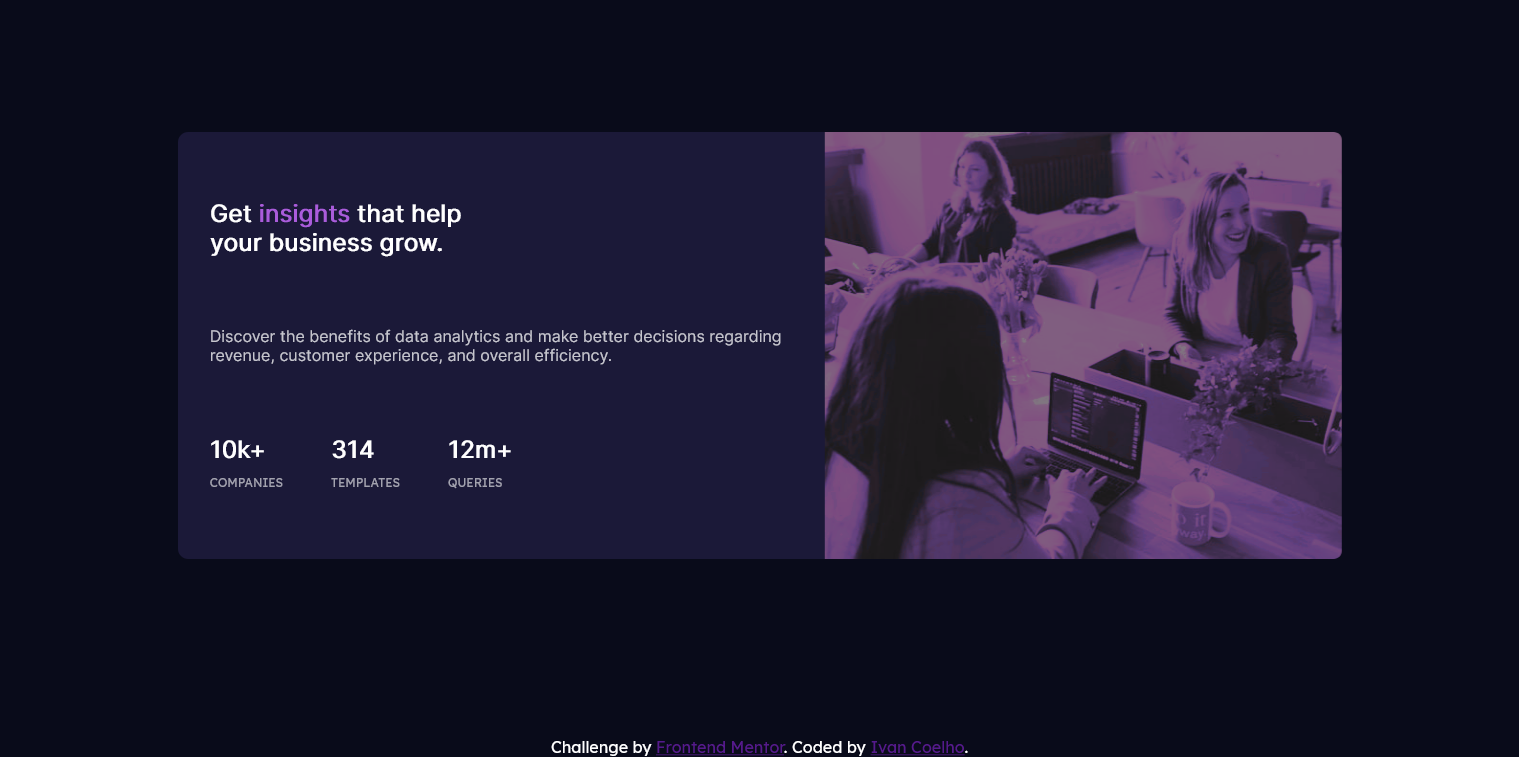 Get insights that help
your business grow.
Discover the benefits of data analytics and make better decisions regarding
revenue, customer experience, and overall efficiency.
10k+ 314 12m+
COMPANIES TEMPLATES QUERIES
Challenge by Frontend Mentor. Coded by Ivan Coelho.